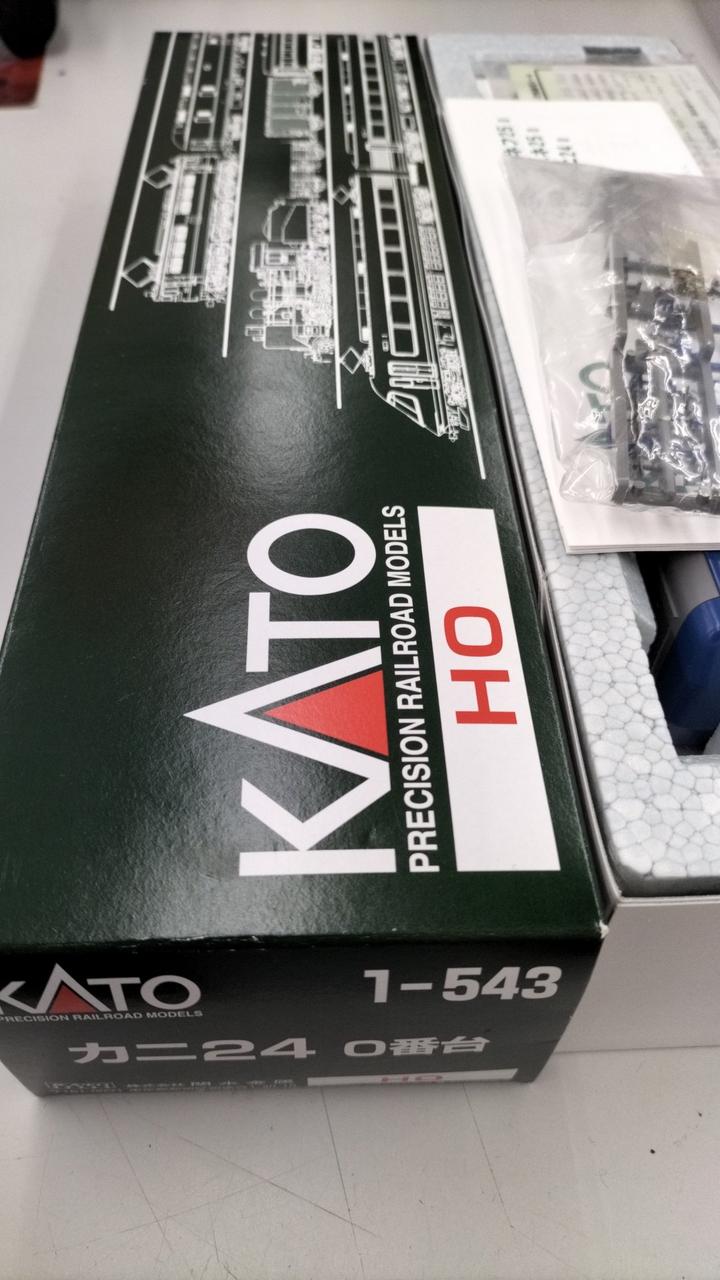 KATO
PRECISION RAILROAD MODELS
HO
KATO
PRECISION RAILROAD MODELS
1-543
カニ24 0番台
HO